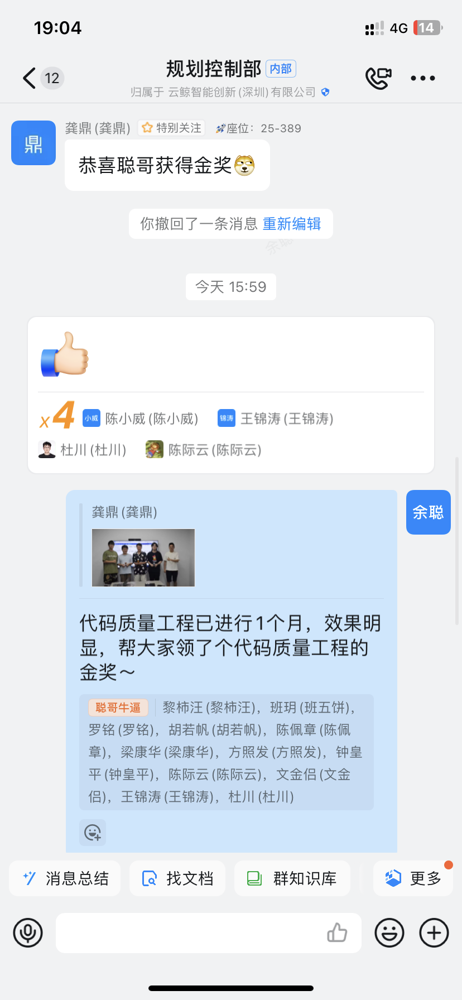 19:04
4G
14
12
规划控制部 内部
归属于 云鲸智能创新(深圳)有限公司
鼎
龚鼎(龚鼎) 特别关注 座位：25-389
恭喜聪哥获得金奖
你撤回了一条消息 重新编辑
余聪
今天 15:59
x4 小威 陈小威(陈小威) 锦涛 王锦涛(王锦涛)
杜川(杜川) 陈际云(陈际云)
余聪
龚鼎(龚鼎)
代码质量工程已进行1个月，效果明
显，帮大家领了个代码质量工程的
金奖～
聪哥牛逼 黎柿汪(黎柿汪)，班玥(班五饼)，
罗铭(罗铭)，胡若帆(胡若帆)，陈佩章(陈佩
章)，梁康华(梁康华)，方照发(方照发)，钟皇
平(钟皇平)，陈际云(陈际云)，文金侣(文金
侣)，王锦涛(王锦涛)，杜川(杜川)
消息总结 找文档 群知识库 更多